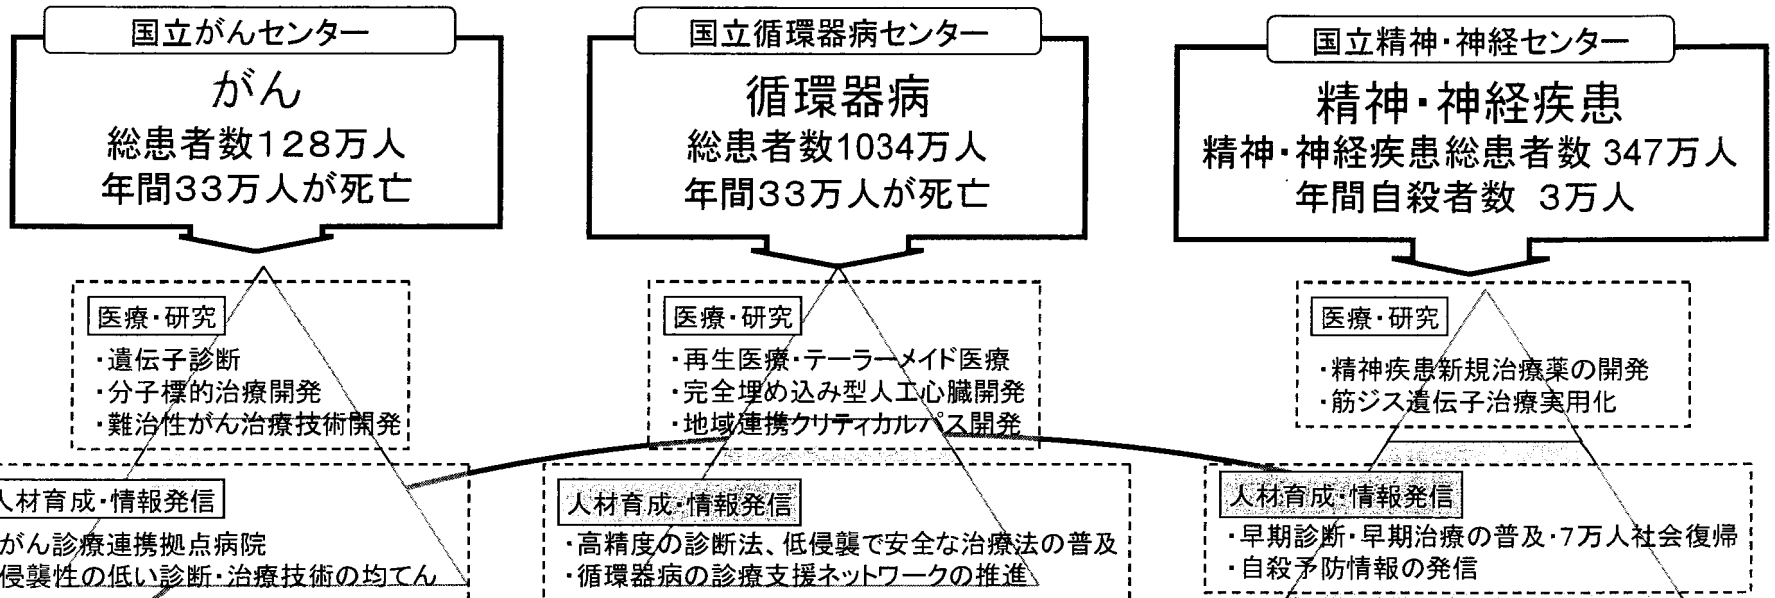 国立がんセンター
がん
総患者数128万人
年間33万人が死亡
医療・研究
・遺伝子診断
・分子標的治療開発
・難治性がん治療技術開発
人材育成・情報発信
がん診療連携拠点病院
侵襲性の低い診断・治療技術の均てん
国立循環器病センター
循環器病
総患者数1034万人
年間33万人が死亡
医療・研究
・再生医療・テーラーメイド医療
・完全埋め込み型人工心臓開発
・地域連携クリティカルパス開発
人材育成・情報発信
・高精度の診断法、低侵襲で安全な治療法の普及
・循環器病の診療支援ネットワークの推進
国立精神・神経センター
精神・神経疾患
精神・神経疾患総患者数 347万人
年間自殺者数 3万人
医療・研究
・精神疾患新規治療薬の開発
・筋ジス遺伝子治療実用化
人材育成・情報発信
・早期診断・早期治療の普及・7万人社会復帰
・自殺予防情報の発信